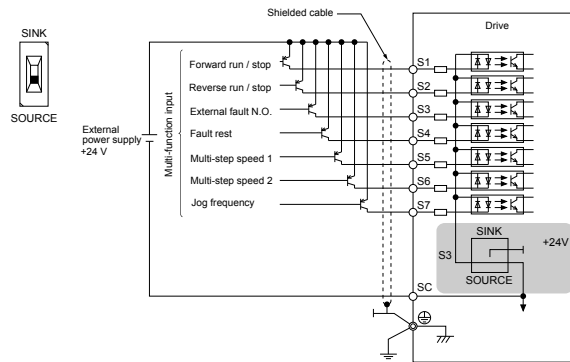 SINK
SOURCE
External
power supply
+24 V
Multi-function input
Shielded cable
Forward run / stop
Reverse run / stop
External fault N.O.
Fault rest
Multi-step speed 1
Multi-step speed 2
Jog frequency
Drive
S1
S2
S3
S4
S5
S6
S7
SINK
+24V
S3
SOURCE
SC